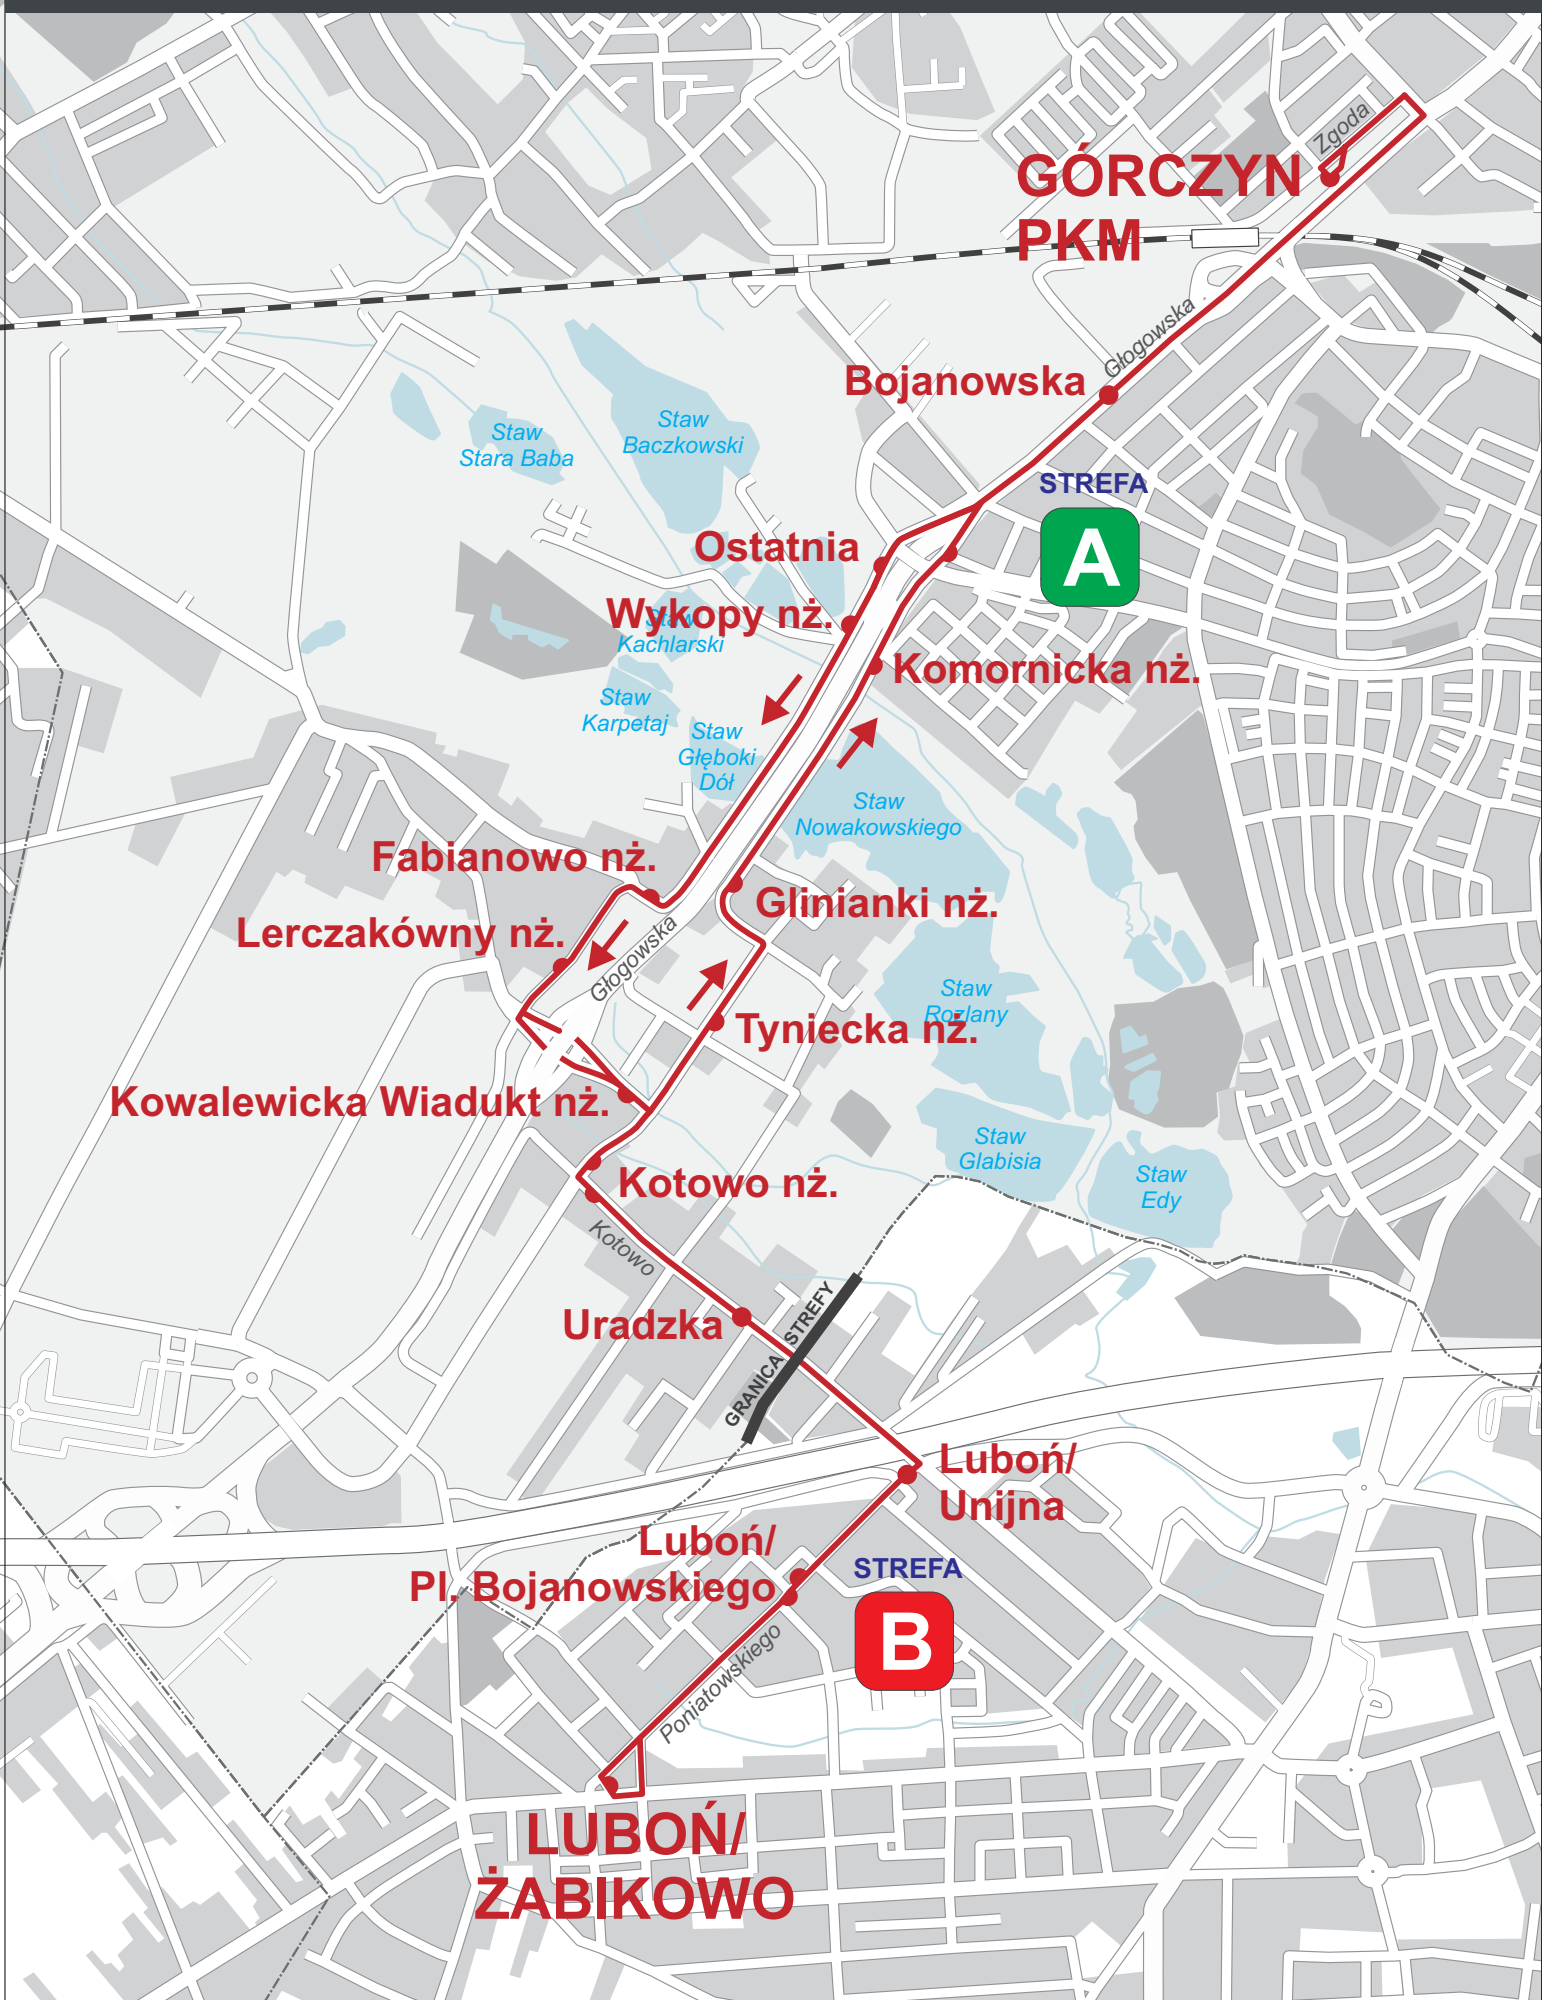 Zgoda
GÓRCZYN
PKM
Głogowska
Bojanowska
Staw
Baczkowski
Staw
Stara Baba
STREFA
A
Ostatnia
Wykopy nż.
Staw
Kachlarski
Komornicka nż.
Staw
Karpetaj
Staw
Głęboki
Dół
Staw
Nowakowskiego
Fabianowo nż.
Glinianki nż.
Lerczakówny nż.
Głogowska
Staw
Rozlany
Tyniecka nż.
Kowalewicka Wiadukt nż.
Staw
Glabisia
Staw
Edy
Kotowo nż.
Kotowo
Uradzka
GRANICA STREFY
Luboń/
Unijna
Luboń/
Pl. Bojanowskiego
STREFA
B
Poniatowskiego
LUBOŃ/
ŻABIKOWO